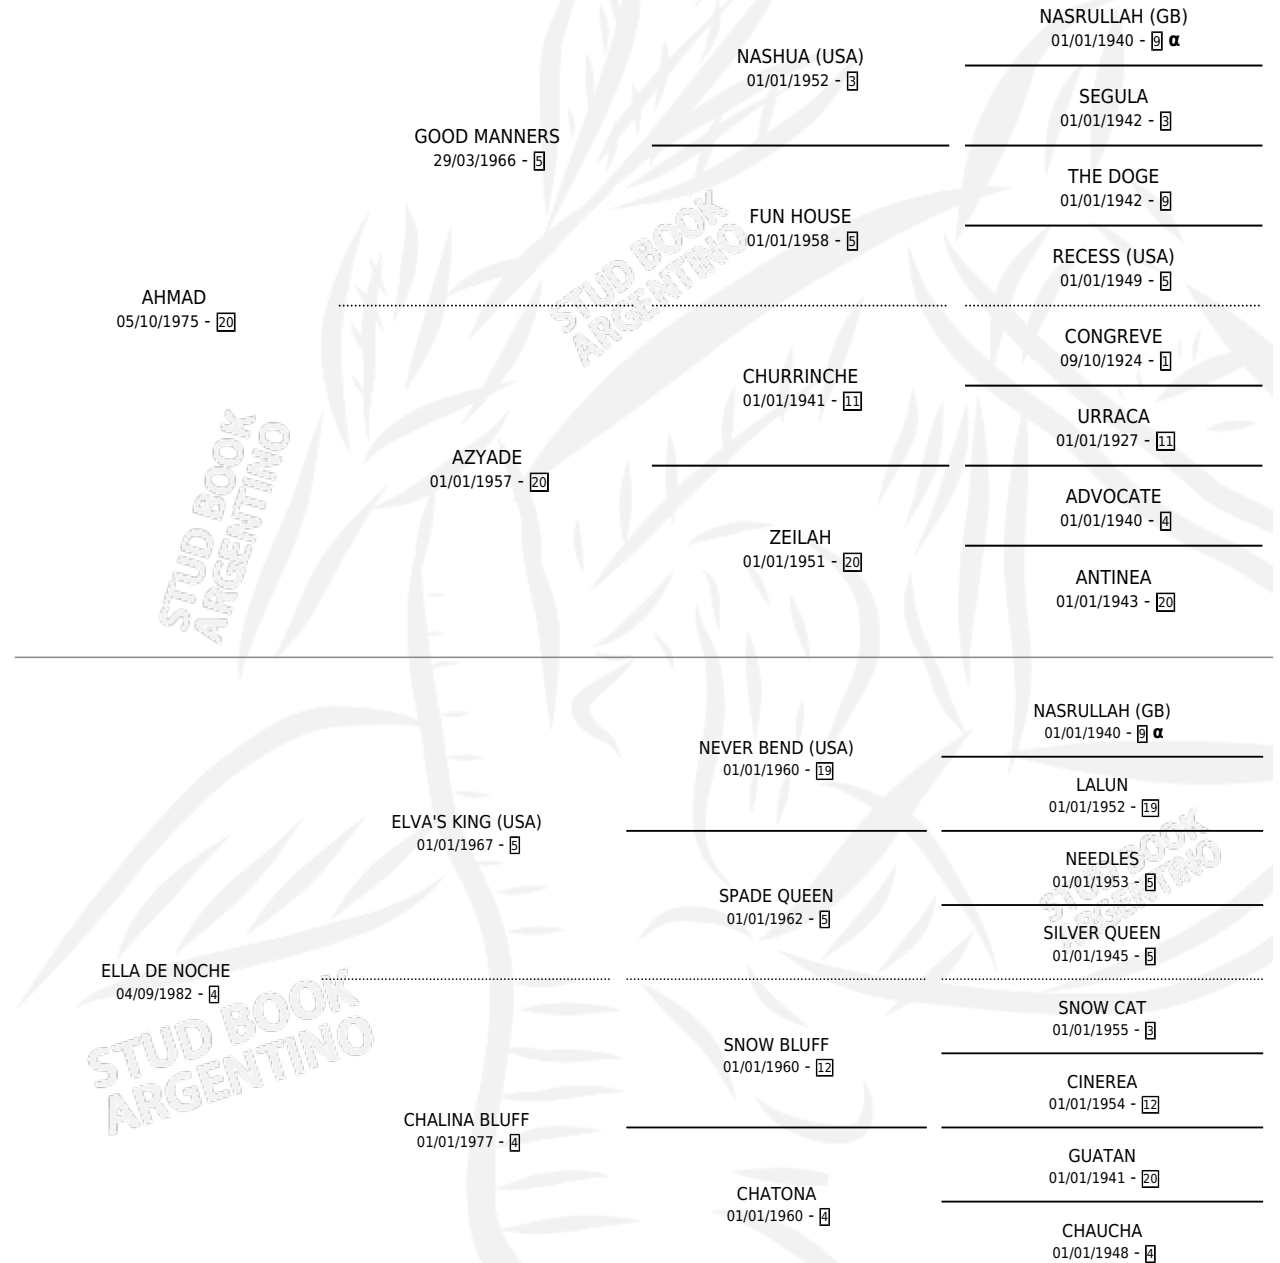 NASRULLAH (GB)
01/01/1940 - 9 α
NASHUA (USA)
01/01/1952 - 3
SEGULA
01/01/1942 - 3
GOOD MANNERS
29/03/1966 - 5
THE DOGE
01/01/1942 - 9
FUN HOUSE
01/01/1958 - 5
RECESS (USA)
01/01/1949 - 5
AHMAD
05/10/1975 - 20
CONGREVE
09/10/1924 - 1
CHURRINCHE
01/01/1941 - 11
URRACA
01/01/1927 - 11
AZYADE
01/01/1957 - 20
ADVOCATE
01/01/1940 - 4
ZEILAH
01/01/1951 - 20
ANTINEA
01/01/1943 - 20
STUD BOOK
ARGENTINO
STUD BOOK
ARGENTINO
NASRULLAH (GB)
01/01/1940 - 9 α
NEVER BEND (USA)
01/01/1960 - 19
LALUN
01/01/1952 - 19
ELVA'S KING (USA)
01/01/1967 - 5
NEEDLES
01/01/1953 - 5
SPADE QUEEN
01/01/1962 - 5
SILVER QUEEN
01/01/1945 - 5
ELLA DE NOCHE
04/09/1982 - 4
SNOW CAT
01/01/1955 - 3
SNOW BLUFF
01/01/1960 - 12
CINEREA
01/01/1954 - 12
CHALINA BLUFF
01/01/1977 - 4
GUATAN
01/01/1941 - 20
CHATONA
01/01/1960 - 4
CHAUCHA
01/01/1948 - 4
STUD BOOK
ARGENTINO
STUD BOOK
ARGENTINO